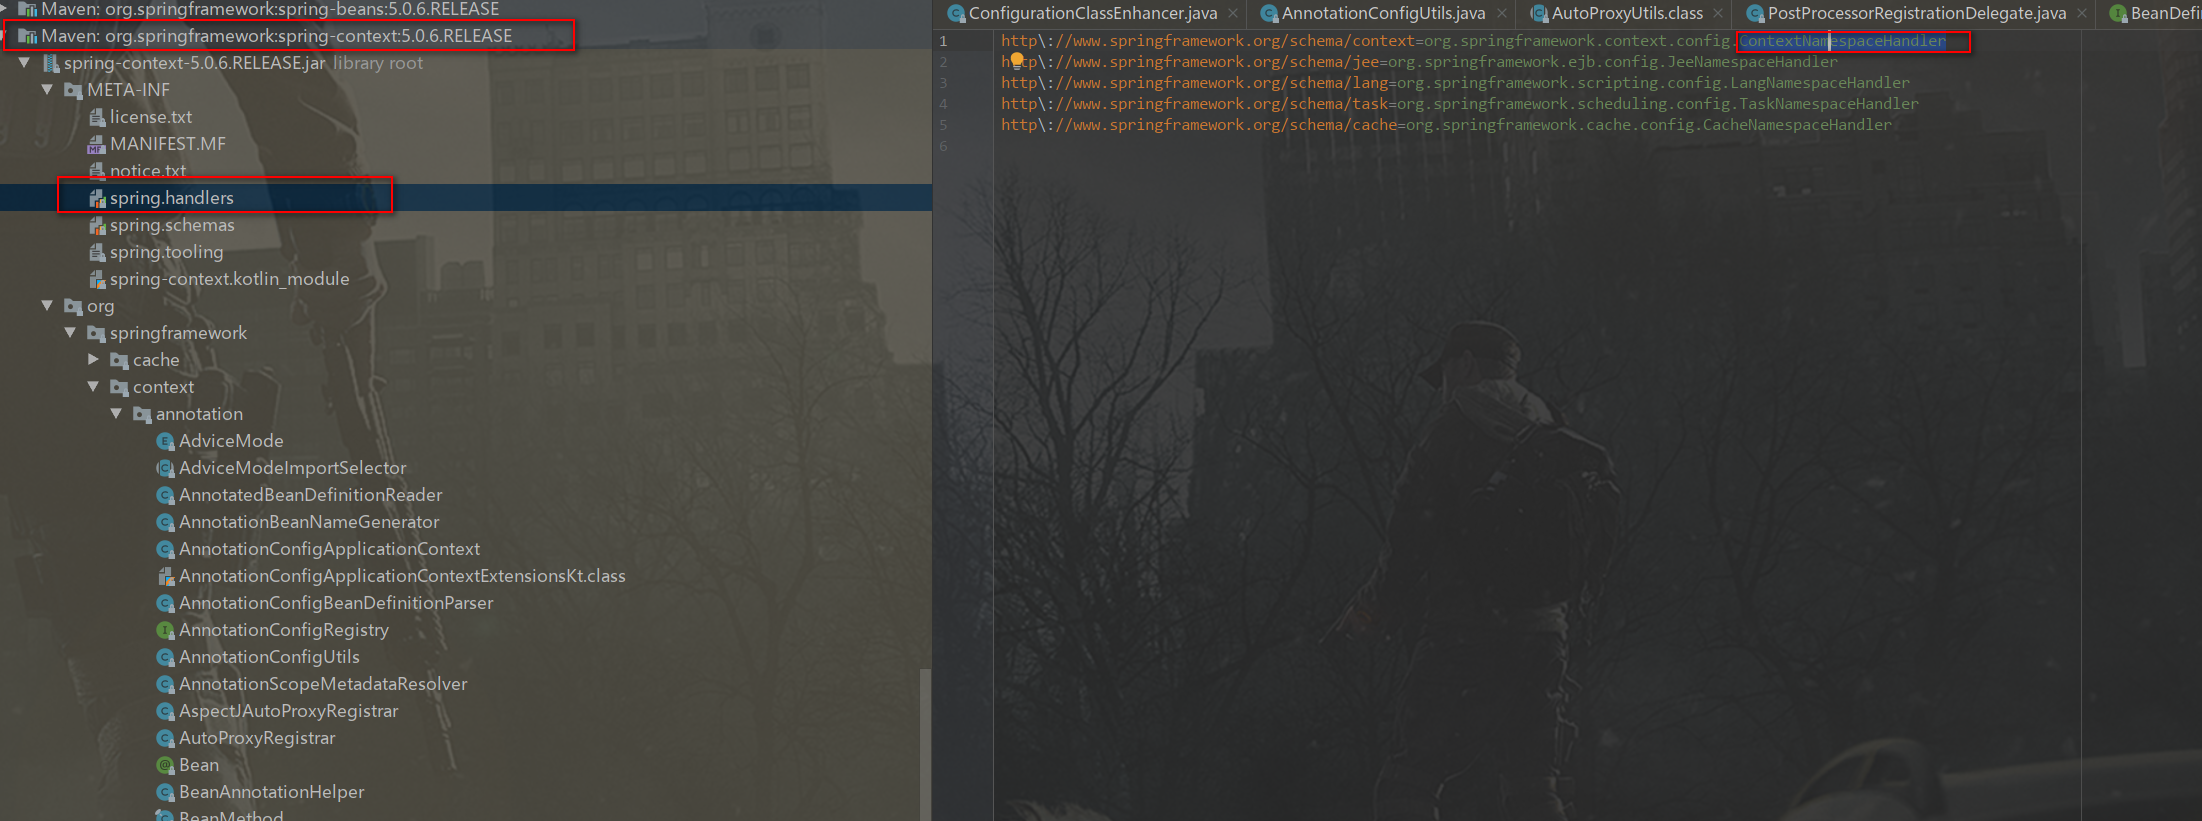 Maven: org.springframework:spring-beans:5.0.6.RELEASE
Maven: org.springframework:spring-context:5.0.6.RELEASE
spring-context-5.0.6.RELEASE.jar library root
META-INF
license.txt
MANIFEST.MF
notice.txt
spring.handlers
spring.schemas
spring.tooling
spring-context.kotlin_module
org
springframework
cache
context
annotation
AdviceMode
AdviceModeImportSelector
AnnotatedBeanDefinitionReader
AnnotationBeanNameGenerator
AnnotationConfigApplicationContext
AnnotationConfigApplicationContextExtensionsKt.class
AnnotationConfigBeanDefinitionParser
AnnotationConfigRegistry
AnnotationConfigUtils
AnnotationScopeMetadataResolver
AspectJAutoProxyRegistrar
AutoProxyRegistrar
Bean
BeanAnnotationHelper
BeanMethod
ConfigurationClassEnhancer.java AnnotationConfigUtils.java AutoProxyUtils.class PostProcessorRegistrationDelegate.java BeanDefin
1 http\://www.springframework.org/schema/context=org.springframework.context.config.ContextNamespaceHandler
2 http\://www.springframework.org/schema/jee=org.springframework.ejb.config.JeeNamespaceHandler
3 http\://www.springframework.org/schema/lang=org.springframework.scripting.config.LangNamespaceHandler
4 http\://www.springframework.org/schema/task=org.springframework.scheduling.config.TaskNamespaceHandler
5 http\://www.springframework.org/schema/cache=org.springframework.cache.config.CacheNamespaceHandler
6